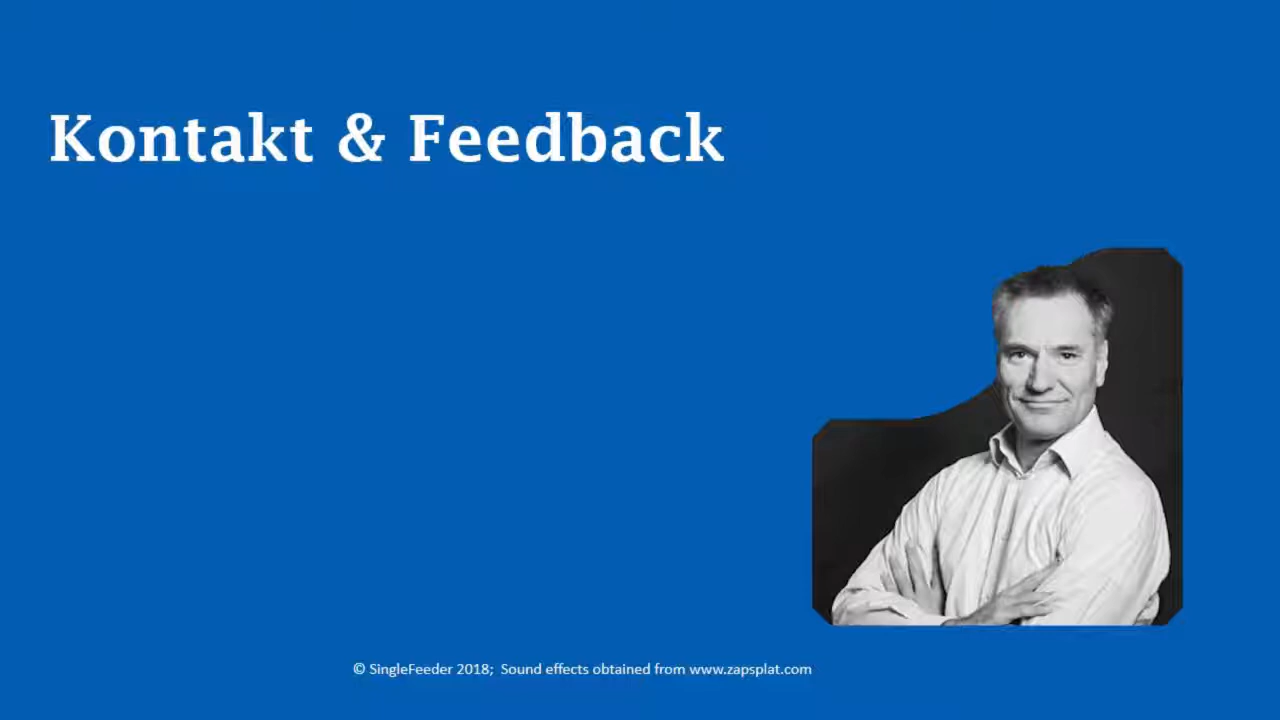 Kontakt & Feedback
© SingleFeeder 2018; Sound effects obtained from www.zapsplat.com